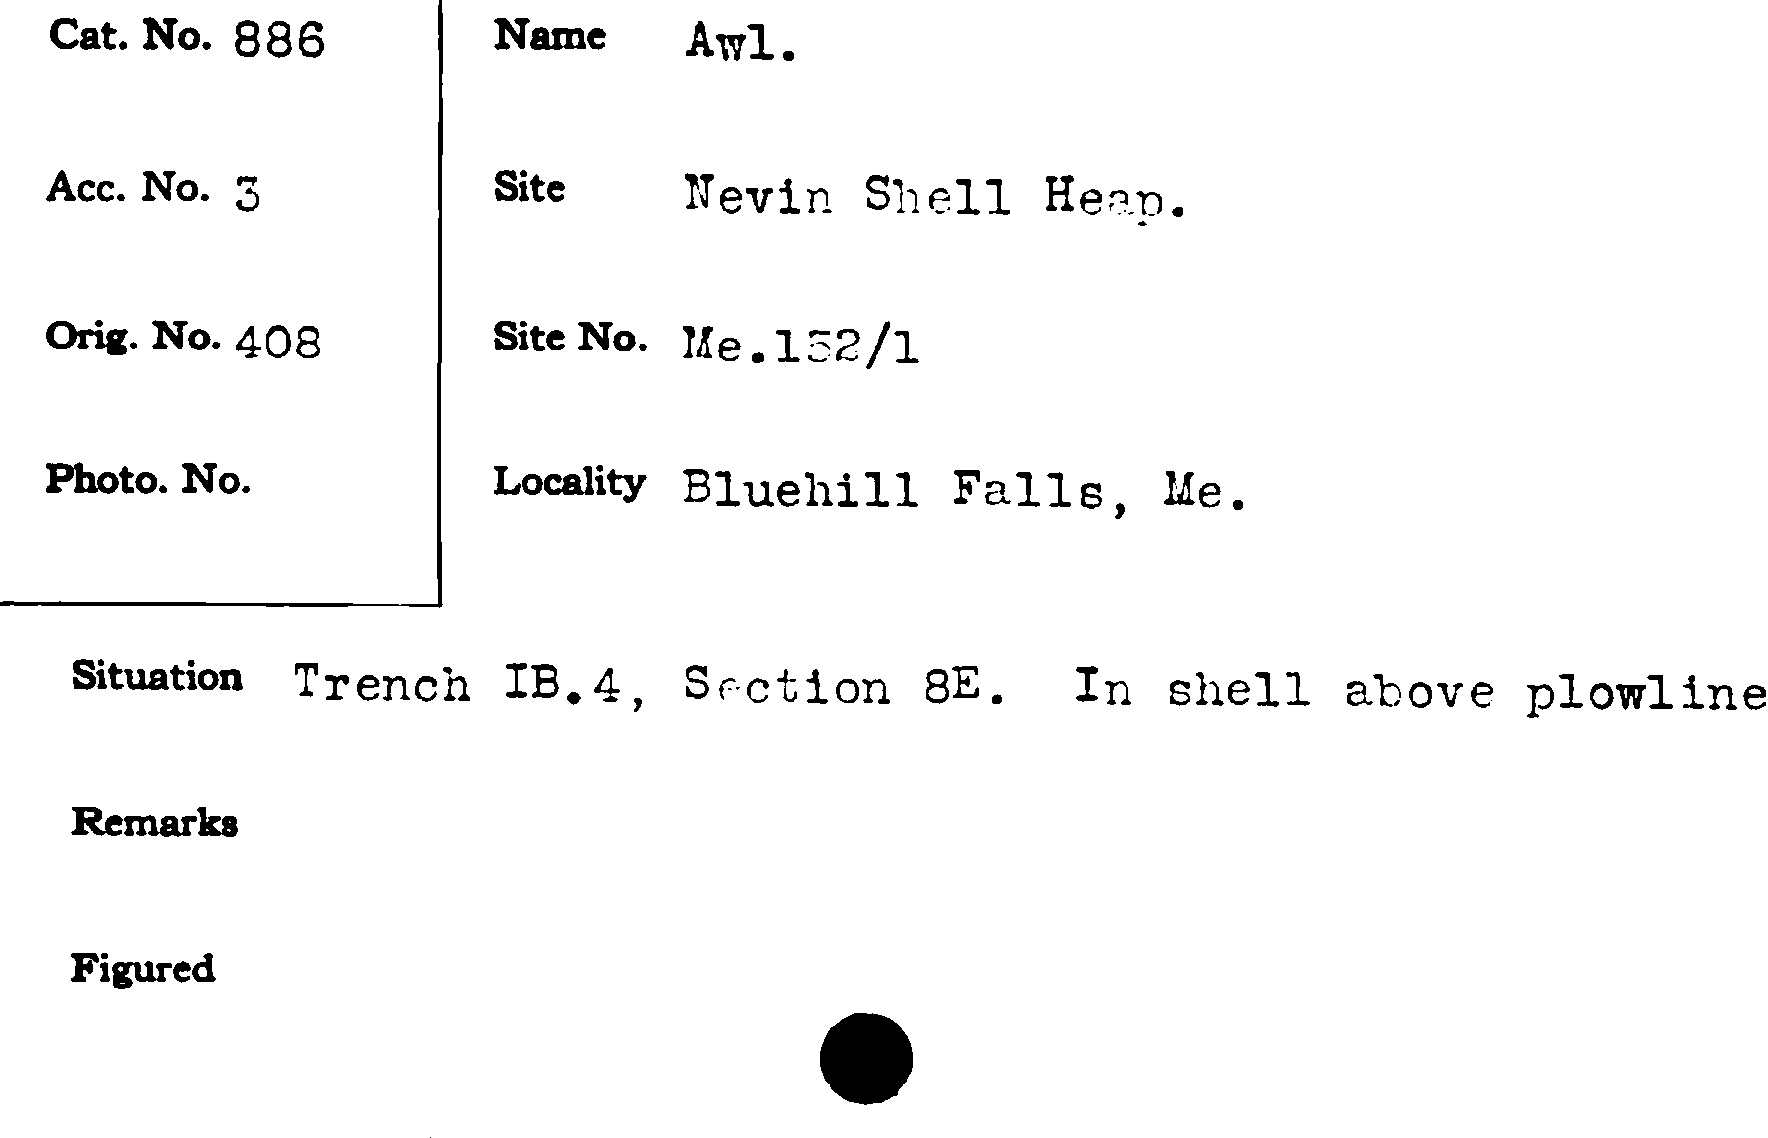 Cat. No. 886 Name Awl.
Acc. No. 3 Site Nevin Shell Heap.
Orig. No. 408 Site No. Me.152/1
Photo. No. Locality Bluehill Falls, Me.
Situation Trench IB.4, Section 8E. In shell above plowline
Remarks
Figured